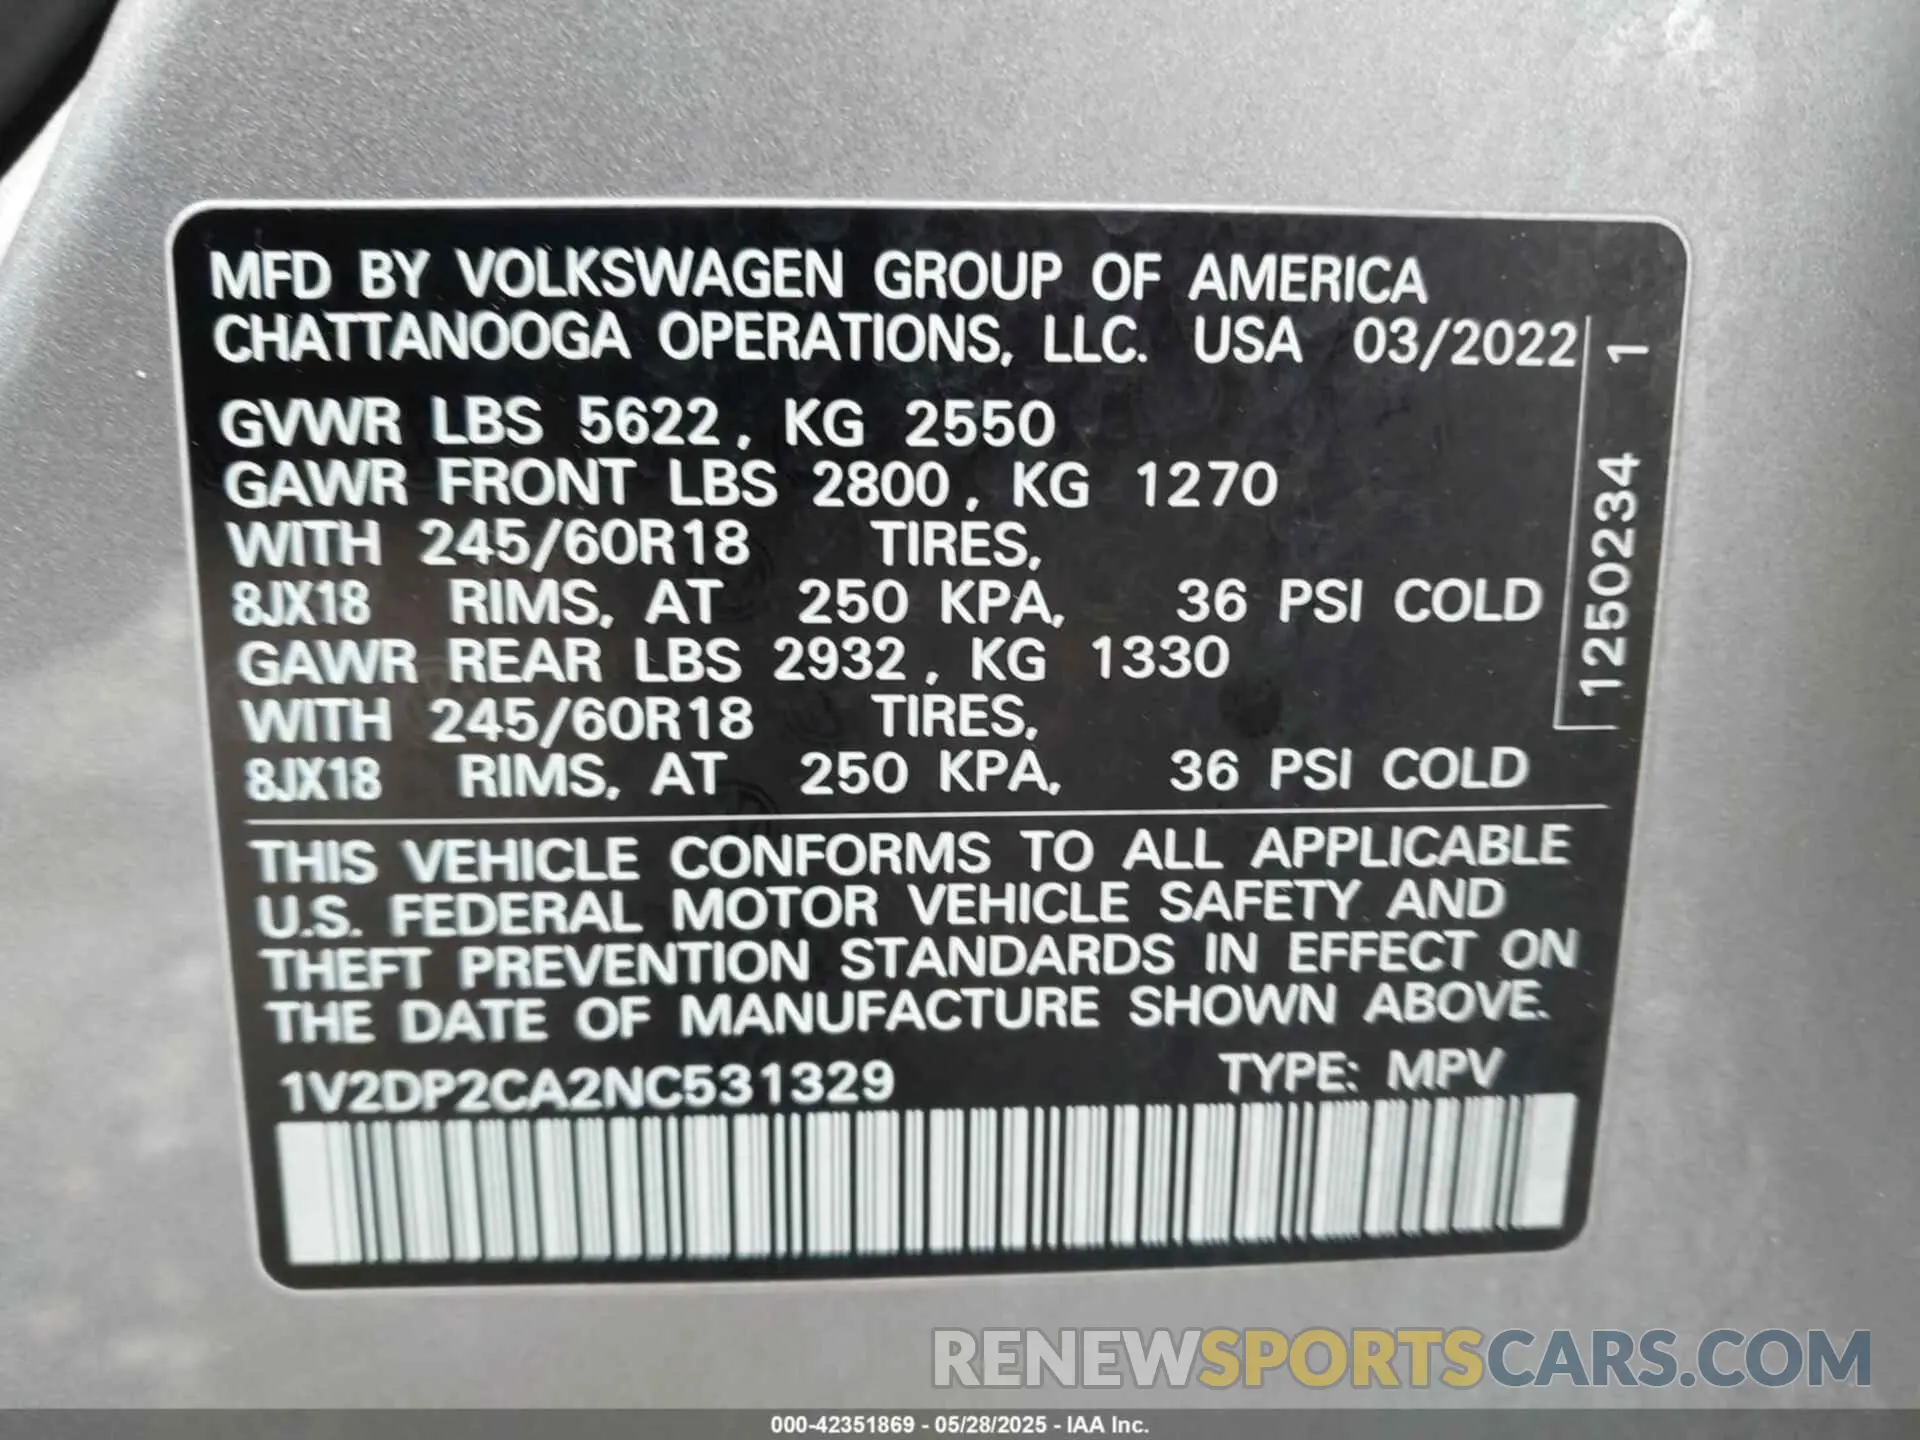 MFD BY VOLKSWAGEN GROUP OF AMERICA
CHATTANOOGA OPERATIONS, LLC. USA 03/2022
GVWR LBS 5622, KG 2550
GAWR FRONT LBS 2800, KG 1270
WITH 245/60R18 TIRES,
8JX18 RIMS, AT 250 KPA, 36 PSI COLD
GAWR REAR LBS 2932, KG 1330
WITH 245/60R18 TIRES,
8JX18 RIMS, AT 250 KPA, 36 PSI COLD
1250234 1
THIS VEHICLE CONFORMS TO ALL APPLICABLE
U.S. FEDERAL MOTOR VEHICLE SAFETY AND
THEFT PREVENTION STANDARDS IN EFFECT ON
THE DATE OF MANUFACTURE SHOWN ABOVE.
1V2DP2CA2NC531329 TYPE: MPV
RENEWSPORTSCARS.COM
000-42351869 - 05/28/2025 - IAA Inc.